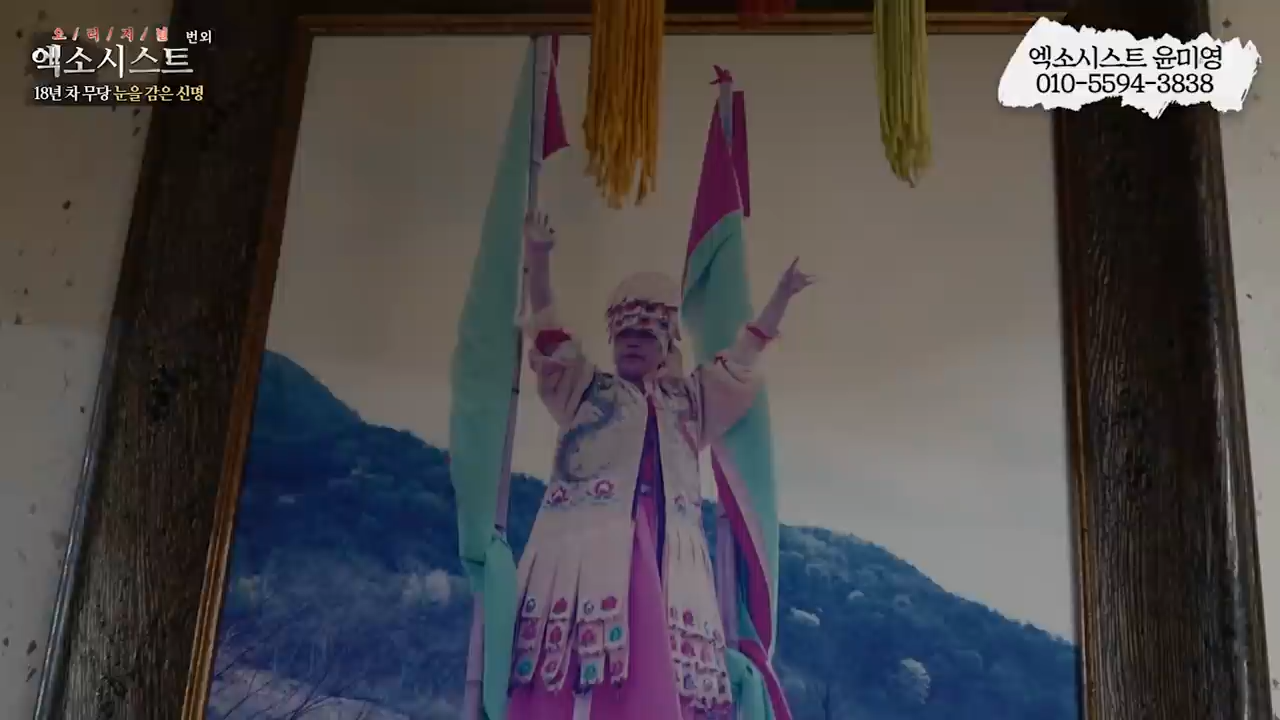 오/리/지/널 번외
엑소시스트
18년 차 무당 눈을 감은 신명
엑소시스트 윤미영
010-5594-3838